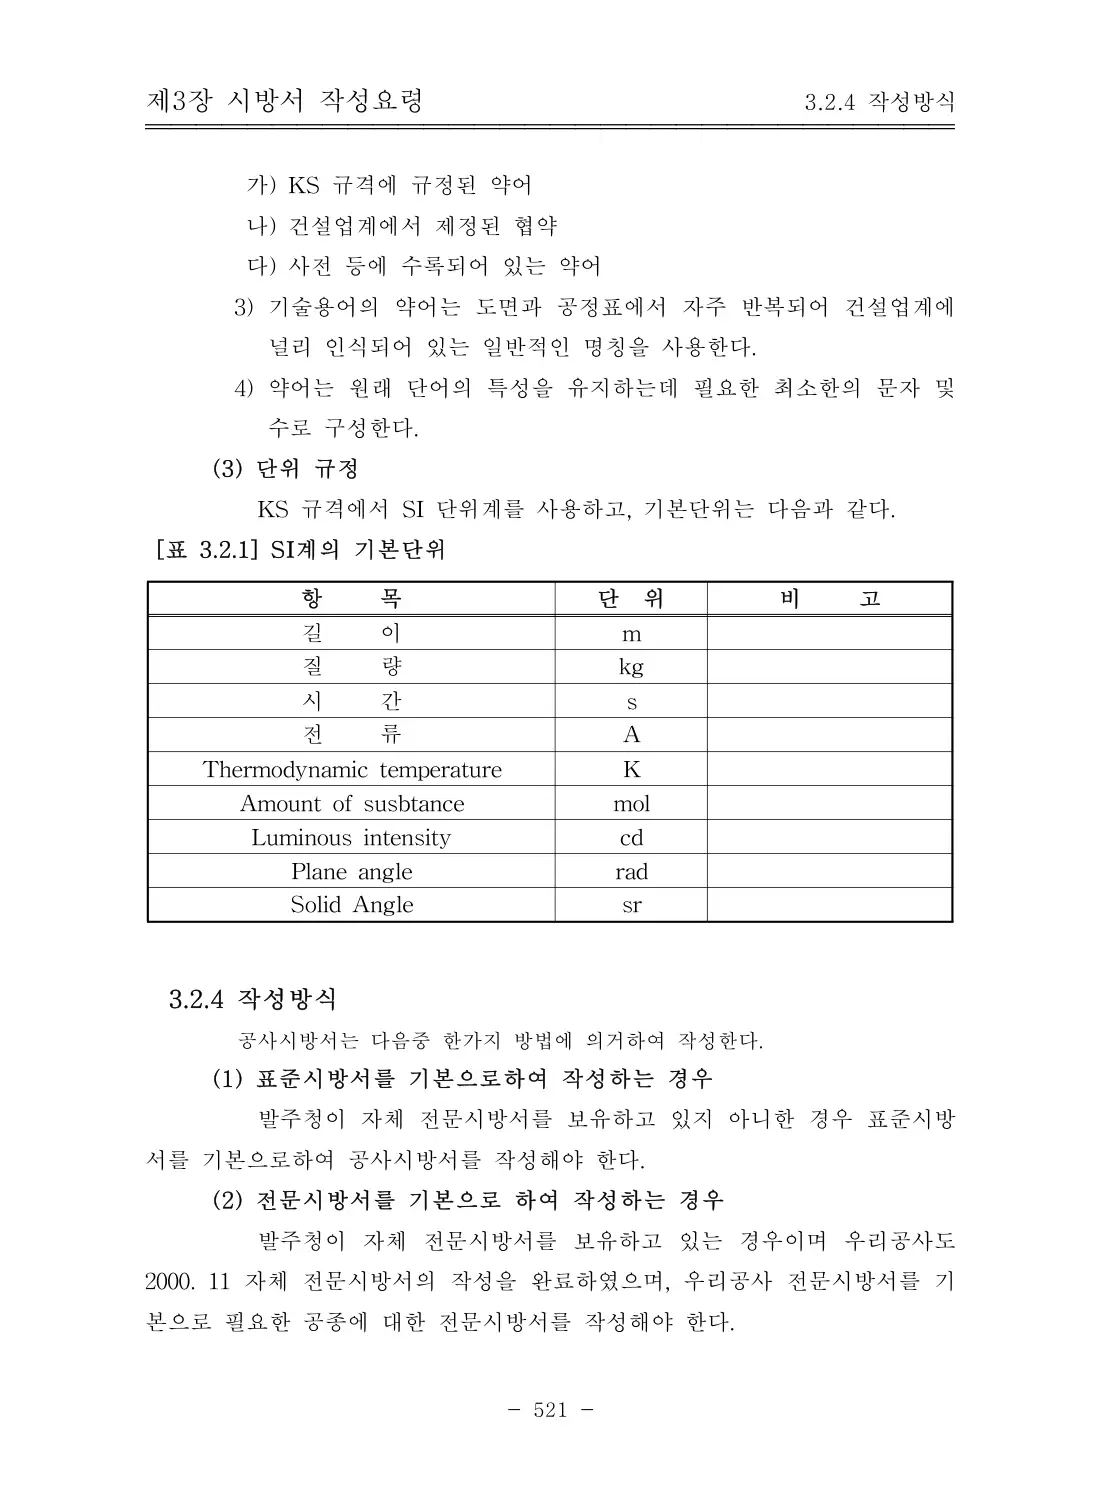 제3장 시방서 작성요령 3.2.4 작성방식
가) KS 규격에 규정된 약어
나) 건설업계에서 제정된 협약
다) 사전 등에 수록되어 있는 약어
3) 기술용어의 약어는 도면과 공정표에서 자주 반복되어 건설업계에
널리 인식되어 있는 일반적인 명칭을 사용한다.
4) 약어는 원래 단어의 특성을 유지하는데 필요한 최소한의 문자 및
수로 구성한다.
(3) 단위 규정
KS 규격에서 SI 단위계를 사용하고, 기본단위는 다음과 같다.
[표 3.2.1] SI계의 기본단위
항 목 단 위 비 고
길 이 m
질 량 kg
시 간 s
전 류 A
Thermodynamic temperature K
Amount of susbtance mol
Luminous intensity cd
Plane angle rad
Solid Angle sr
3.2.4 작성방식
공사시방서는 다음중 한가지 방법에 의거하여 작성한다.
(1) 표준시방서를 기본으로하여 작성하는 경우
발주청이 자체 전문시방서를 보유하고 있지 아니한 경우 표준시방
서를 기본으로하여 공사시방서를 작성해야 한다.
(2) 전문시방서를 기본으로 하여 작성하는 경우
발주청이 자체 전문시방서를 보유하고 있는 경우이며 우리공사도
2000. 11 자체 전문시방서의 작성을 완료하였으며, 우리공사 전문시방서를 기
본으로 필요한 공종에 대한 전문시방서를 작성해야 한다.
- 521 -